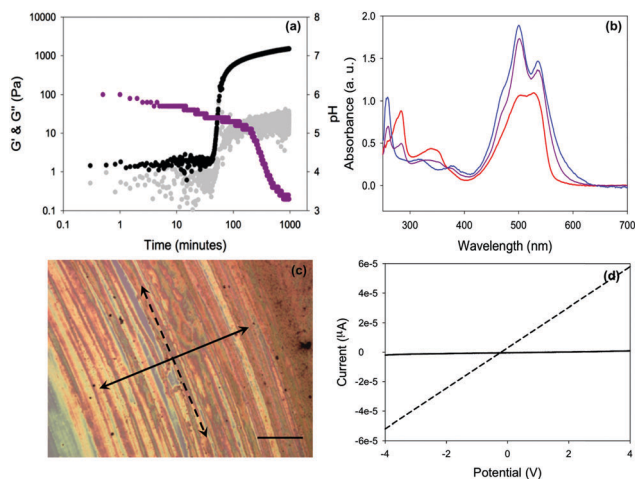 (a)
G' & G'' (Pa)
10000
1000
100
10
1
0.1
8
7
6
5
4
3
pH
0.1 1 10 100 1000
Time (minutes)
(b)
Absorbance (a. u.)
2.0
1.5
1.0
0.5
0.0
300 400 500 600 700
Wavelength (nm)
(c)
(d)
Current (µA)
6e-5
4e-5
2e-5
0
-2e-5
-4e-5
-6e-5
-4 -2 0 2 4
Potential (V)